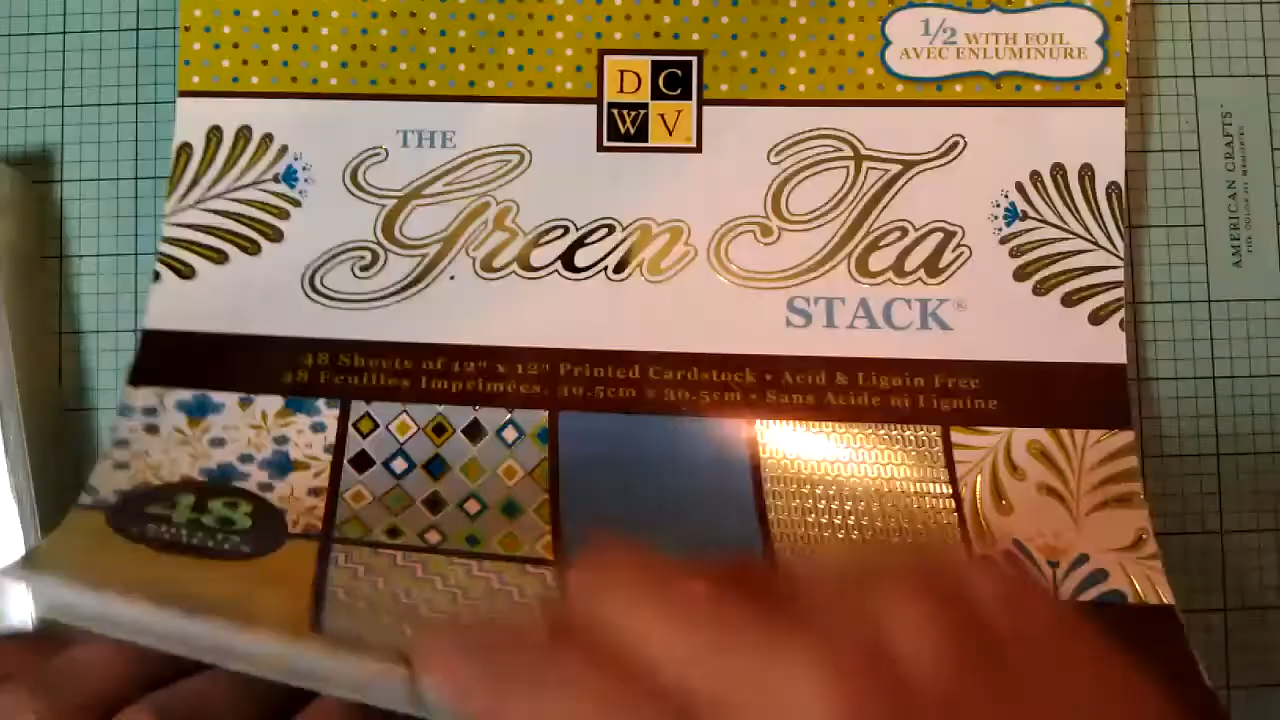 1/2 WITH FOIL
AVEC ENLUMINURE
D C
W V
THE
Green Tea
STACK®
48 Sheets of 12" x 12" Printed Cardstock • Acid & Lignin Free
48 Feuilles Imprimées, 30.5cm x 30.5cm • Sans Acide ni Lignine
48
AMERICAN CRAFTS